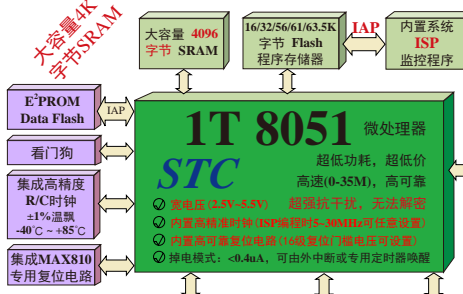 大容量4K
字节SRAM
大容量 4096
字节 SRAM
16/32/56/61/63.5K
字节 Flash
程序存储器
IAP
内置系统
ISP
监控程序
E²PROM
Data Flash
IAP
看门狗
集成高精度
R/C时钟
±1%温飘
-40℃ ~ +85℃
集成MAX810
专用复位电路
1T 8051 微处理器
STC
超低功耗，超低价
高速(0-35M)，高可靠
宽电压(2.5V~5.5V) 超强抗干扰，无法解密
内置高精准时钟(ISP编程时5~30MHz可任意设置)
内置高可靠复位电路(16级复位门槛电压可设置)
掉电模式：<0.4uA，可由外中断或专用定时器唤醒